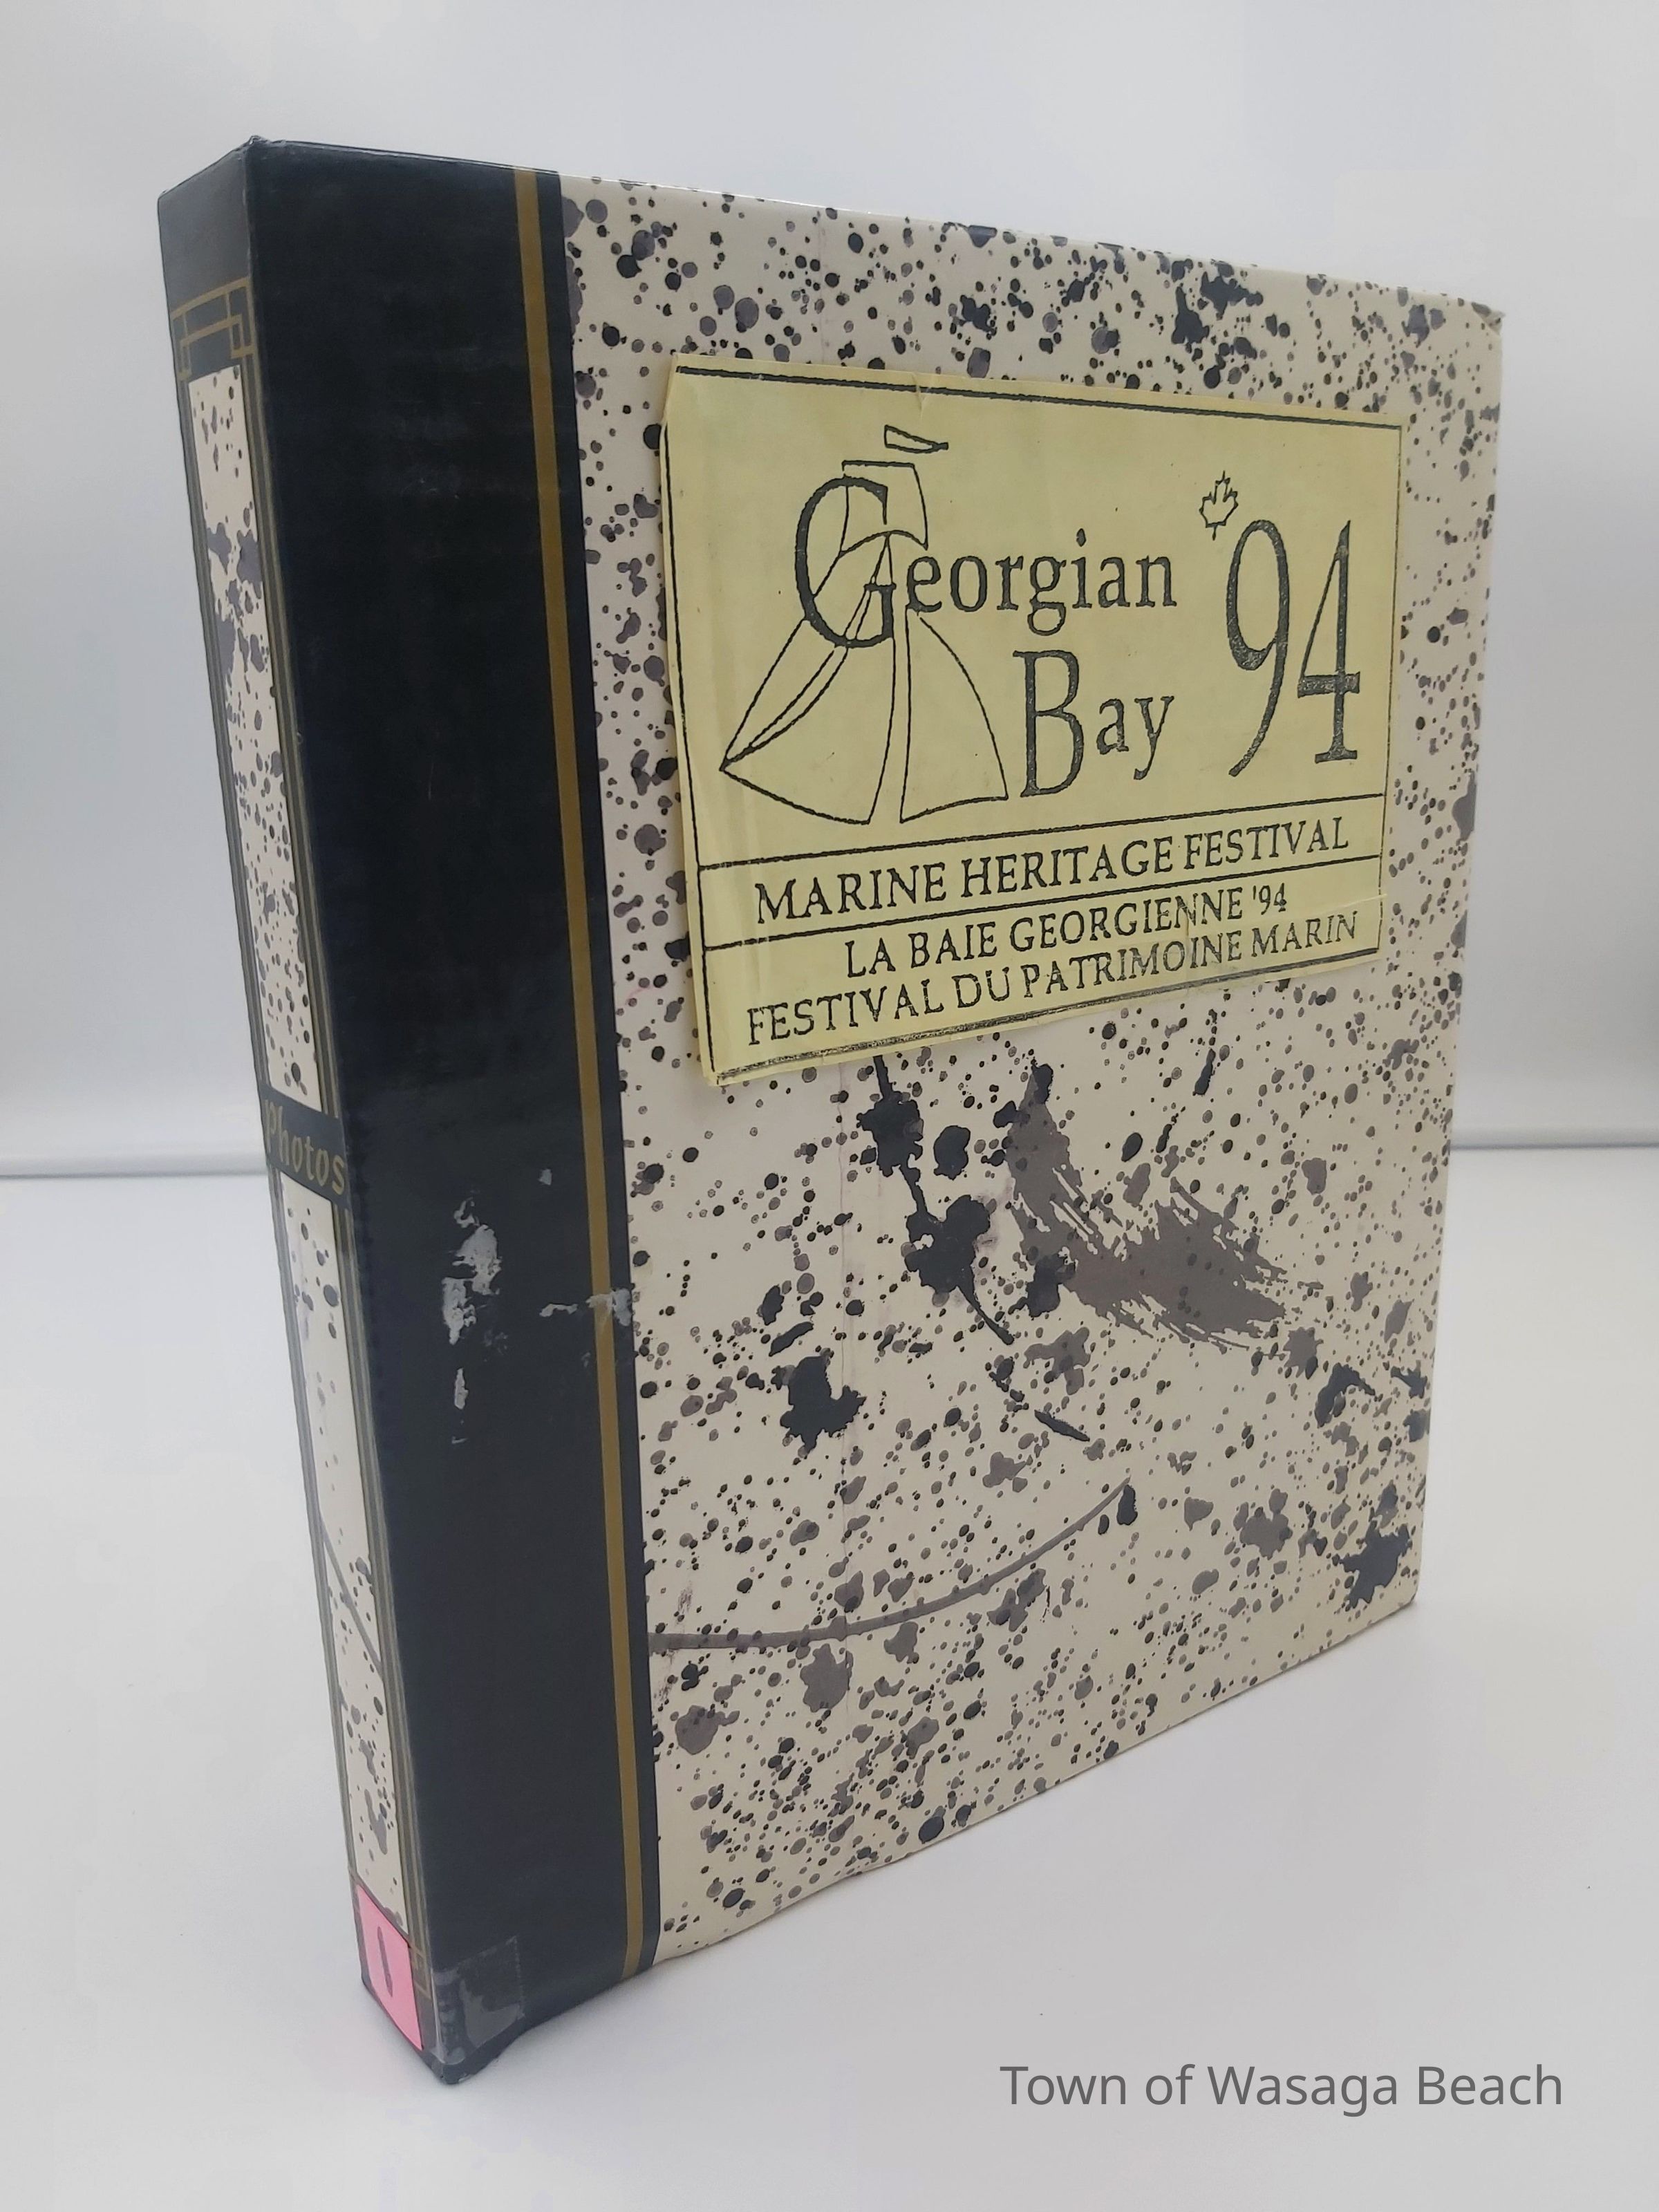 Georgian
Bay '94
MARINE HERITAGE FESTIVAL
LA BAIE GEORGIENNE '94
FESTIVAL DU PATRIMOINE MARIN
Photos
1
Town of Wasaga Beach